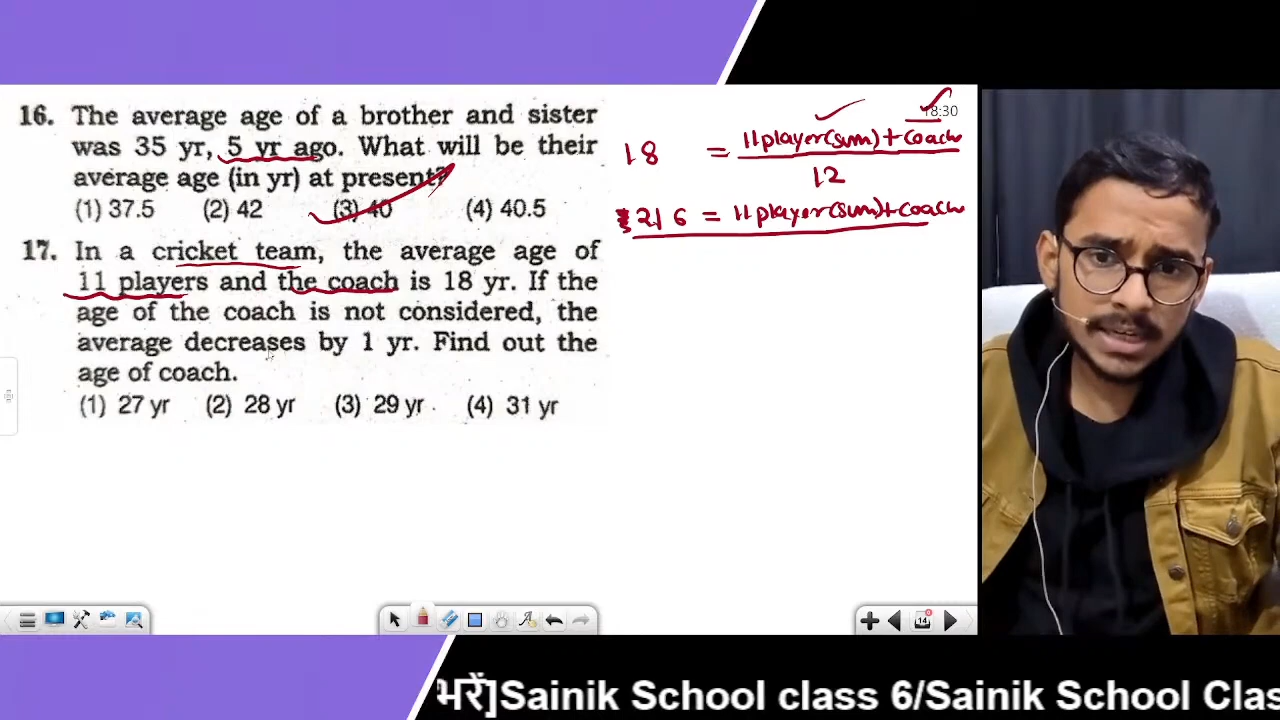 16. The average age of a brother and sister
was 35 yr, 5 yr ago. What will be their
average age (in yr) at present?
(1) 37.5 (2) 42 (3) 40 (4) 40.5
17. In a cricket team, the average age of
11 players and the coach is 18 yr. If the
age of the coach is not considered, the
average decreases by 1 yr. Find out the
age of coach.
(1) 27 yr (2) 28 yr (3) 29 yr (4) 31 yr
18:30
18 = 11player(sum)+coach
12
216 = 11player(sum)+coach
14
भरें]Sainik School class 6/Sainik School Clas